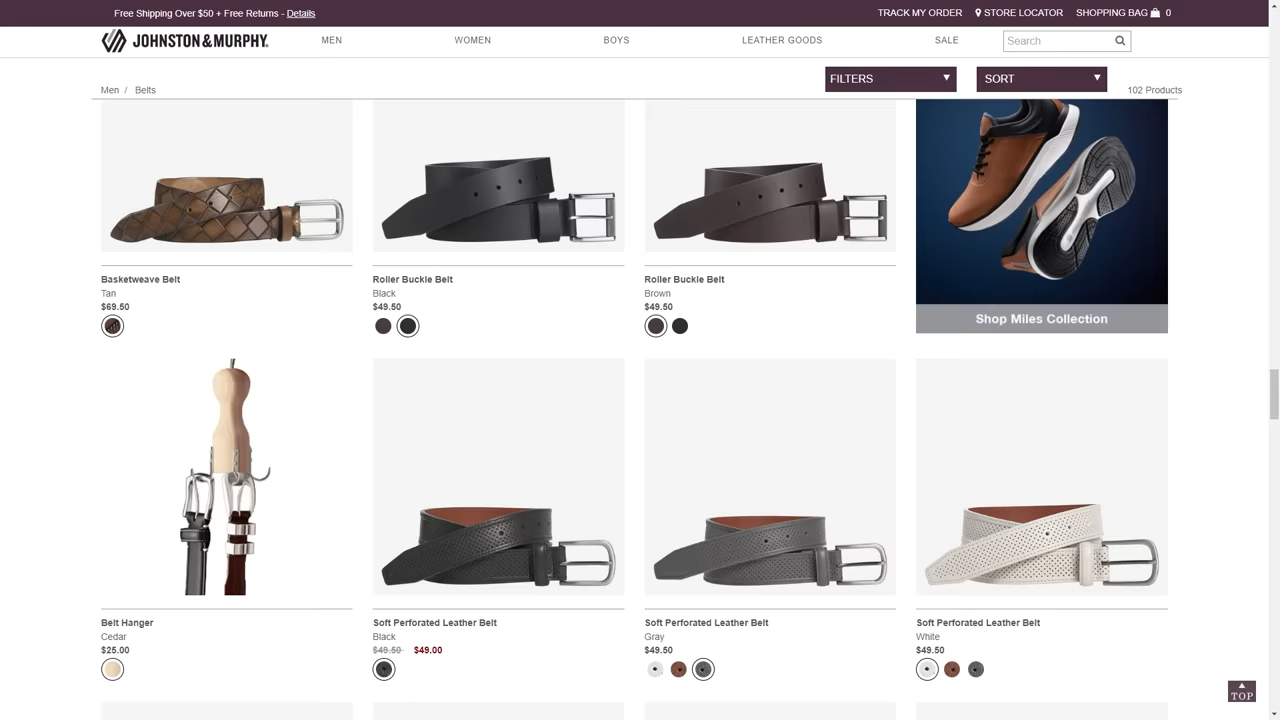 Free Shipping Over $50 + Free Returns - Details
TRACK MY ORDER
STORE LOCATOR
SHOPPING BAG 0
JOHNSTON & MURPHY®
MEN
WOMEN
BOYS
LEATHER GOODS
SALE
Search
FILTERS
SORT
Men / Belts
102 Products
Basketweave Belt
Tan
$69.50
Roller Buckle Belt
Black
$49.50
Roller Buckle Belt
Brown
$49.50
Shop Miles Collection
Belt Hanger
Cedar
$25.00
Soft Perforated Leather Belt
Black
$49.50 $49.00
Soft Perforated Leather Belt
Gray
$49.50
Soft Perforated Leather Belt
White
$49.50
TOP